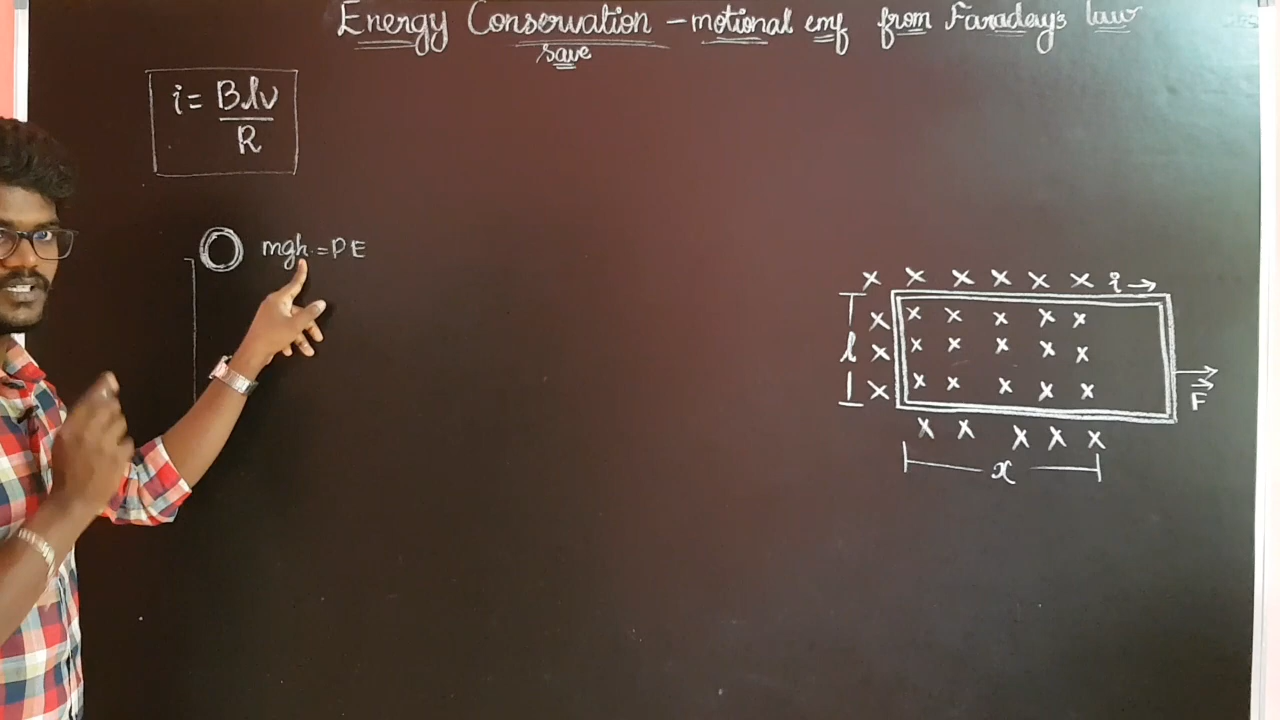 Energy Conservation - motional emf from Faraday's law
save
i = Blv
R
mgh = PE
x x x x x x i →
x x x x x x
l x x x x x x
x x x x x x
F
x x x x x
x